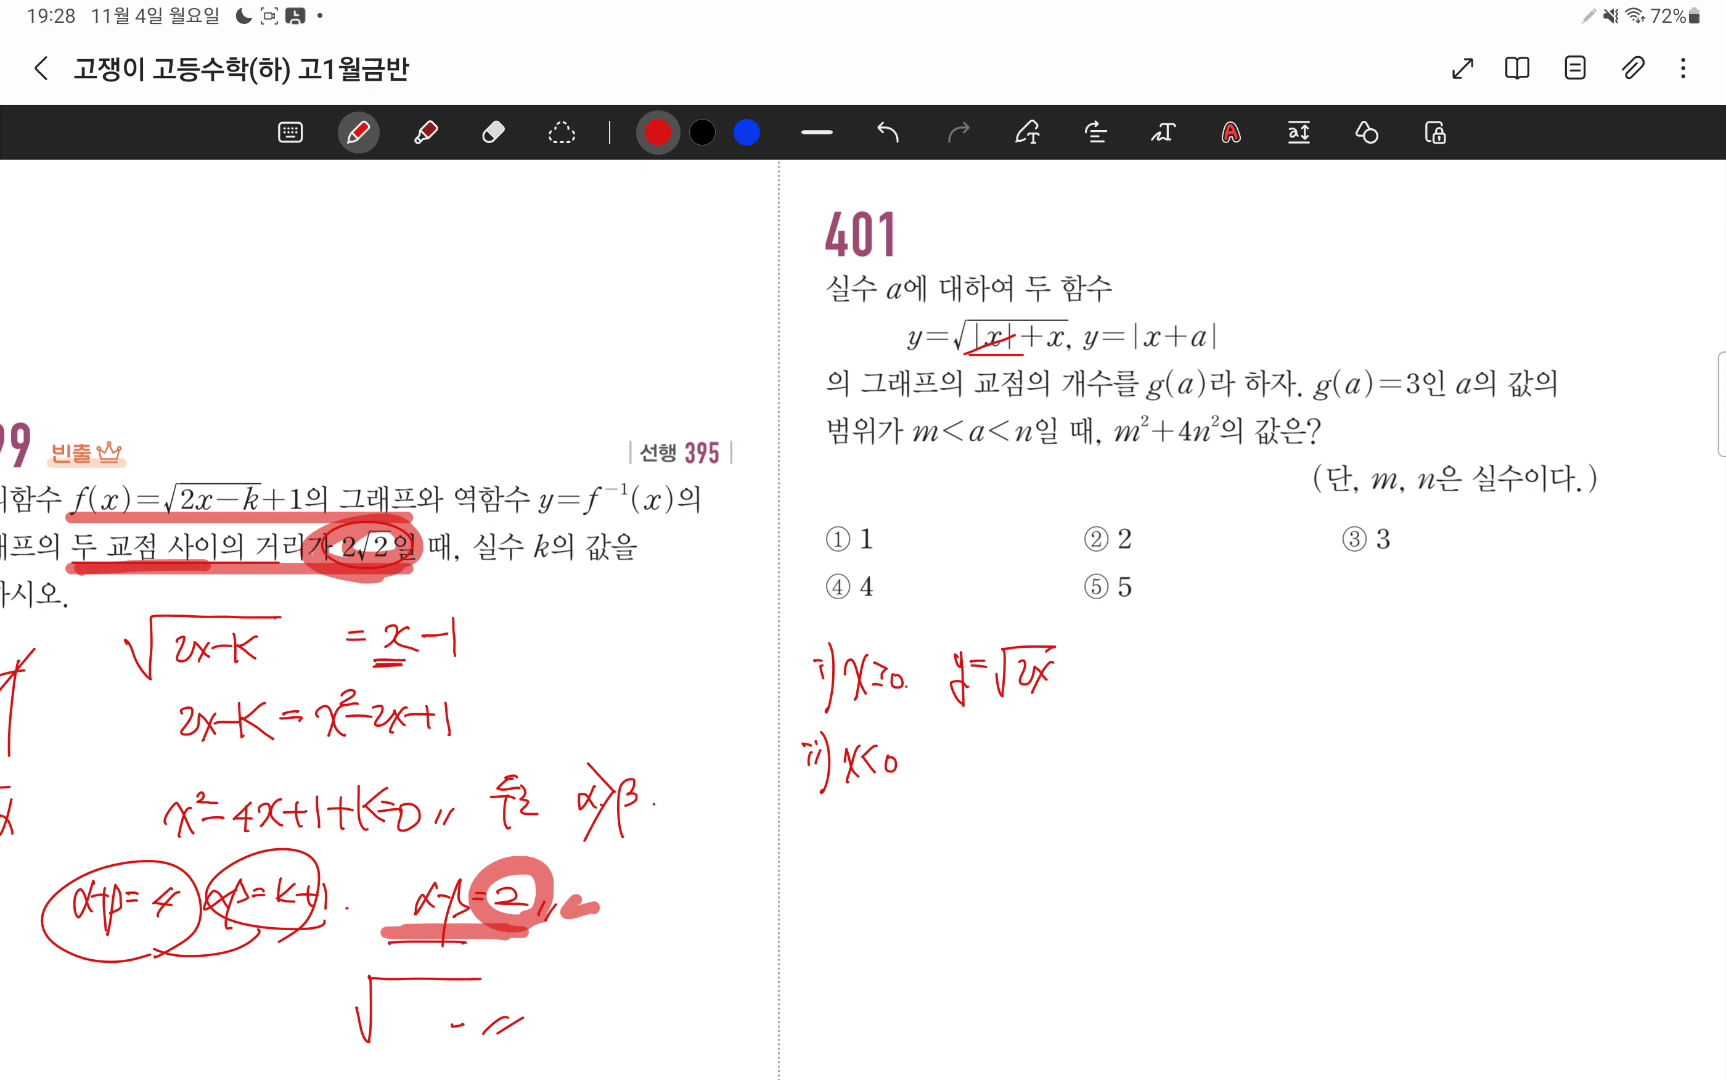 19:28 11월 4일 월요일
72%
고쟁이 고등수학(하) 고1월금반
99 빈출 선행 395
함수 f(x)=√(2x-k)+1의 그래프와 역함수 y=f⁻¹(x)의
래프의 두 교점 사이의 거리가 2√2일 때, 실수 k의 값을
하시오.
√(2x-k) = x-1
2x-k = x²-2x+1
x²-4x+1+k=0 두근 α>β.
α+β=4 αβ=k+1. α-β=2
√
401
실수 a에 대하여 두 함수
y=√(|x|+x), y=|x+a|
의 그래프의 교점의 개수를 g(a)라 하자. g(a)=3인 a의 값의
범위가 m<a<n일 때, m²+4n²의 값은?
(단, m, n은 실수이다.)
① 1 ② 2 ③ 3
④ 4 ⑤ 5
i) x≥0. y=√2x
ii) x<0